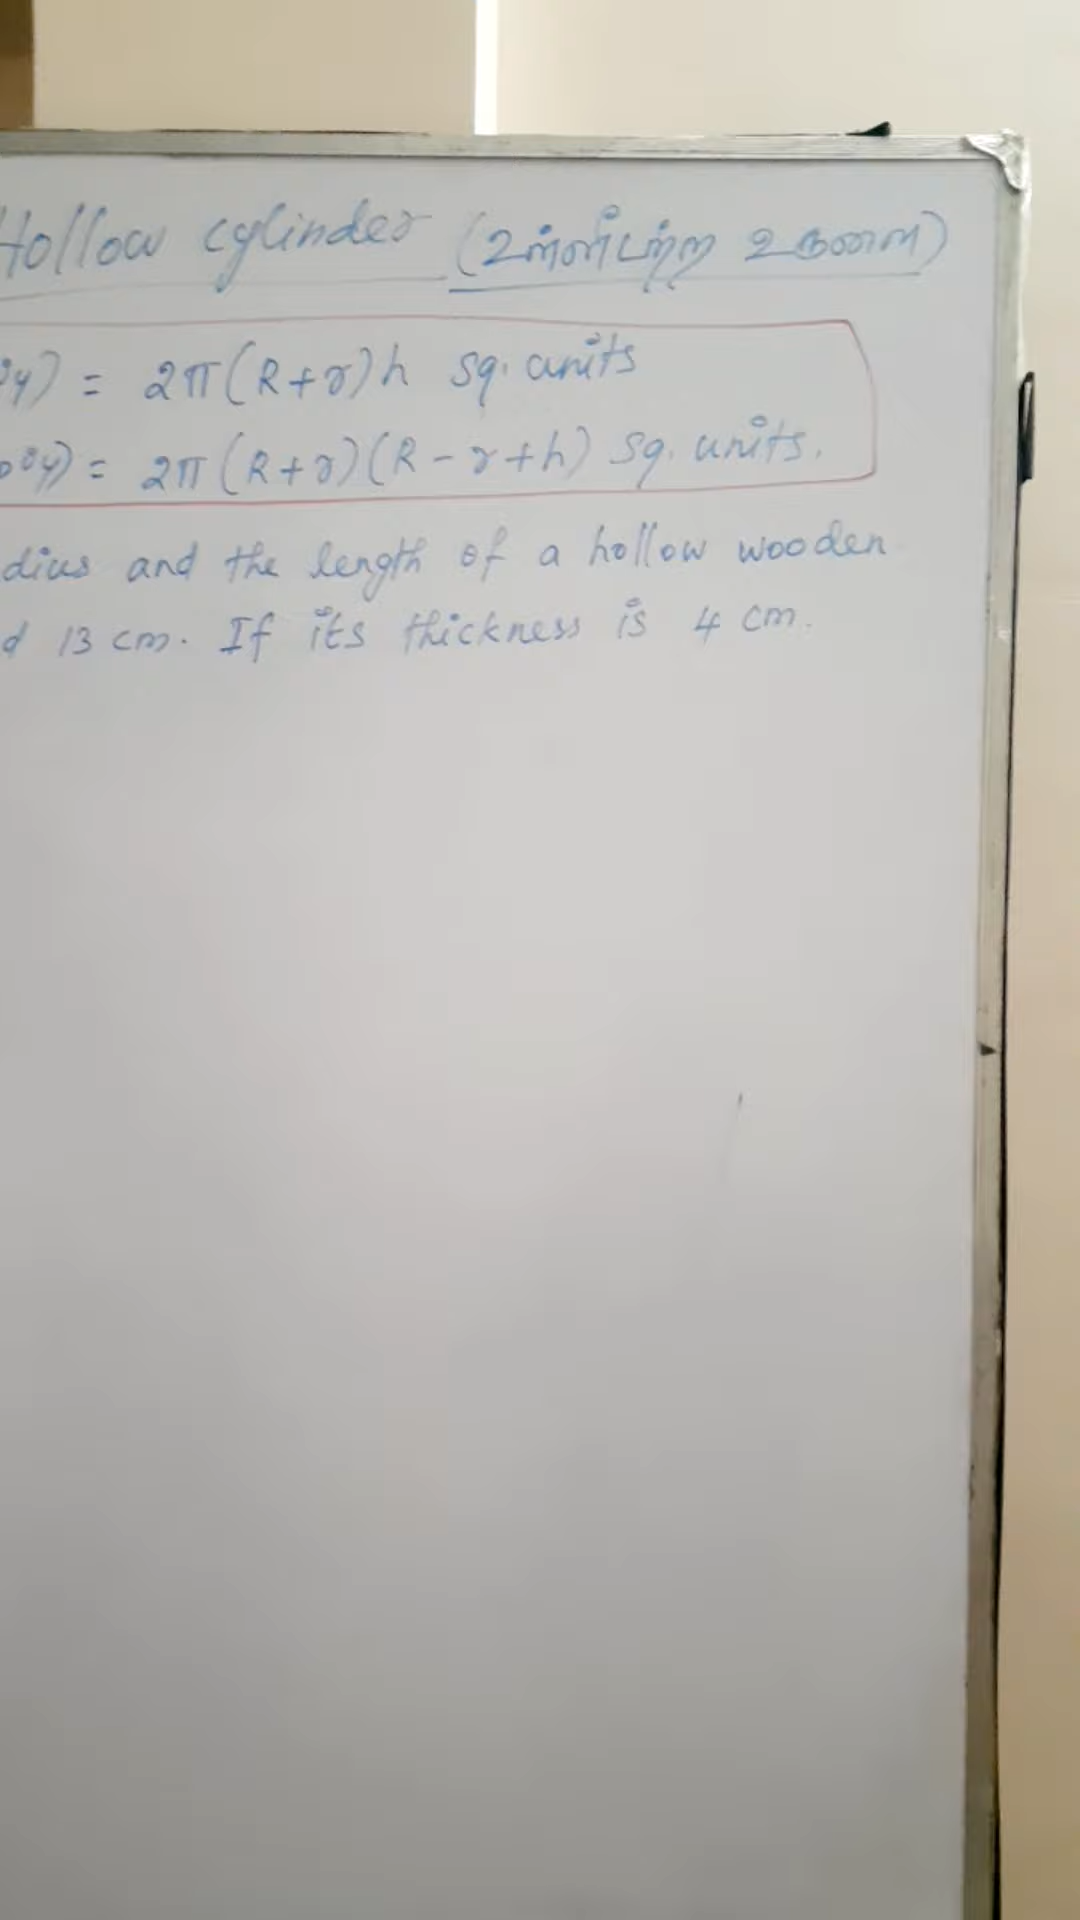 Hollow cylinder (உள்ளீடற்ற உருளை)
= 2π(R+r)h sq. units
= 2π(R+r)(R-r+h) sq. units.
dius and the length of a hollow wooden
d 13 cm. If its thickness is 4 cm.